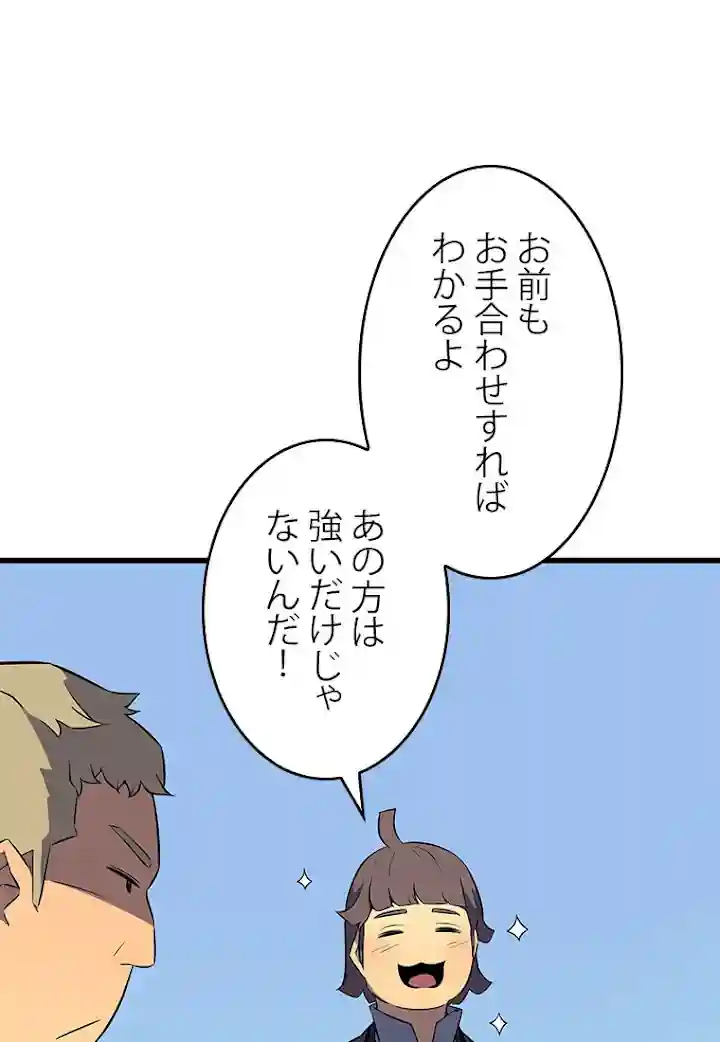 お前も
お手合わせすれば
わかるよ
あの方は
強いだけじゃ
ないんだ！